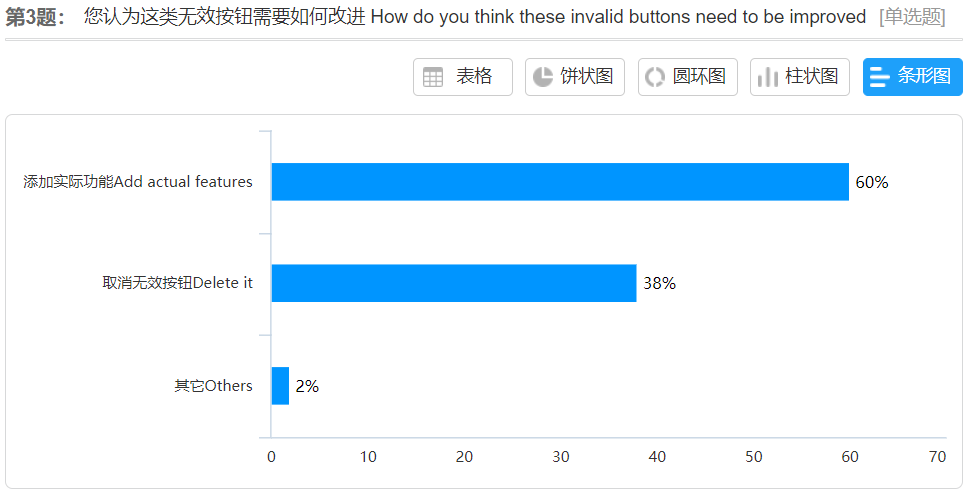 第3题： 您认为这类无效按钮需要如何改进 How do you think these invalid buttons need to be improved [单选题]
表格 饼状图 圆环图 柱状图 条形图
添加实际功能Add actual features 60%
取消无效按钮Delete it 38%
其它Others 2%
0 10 20 30 40 50 60 70